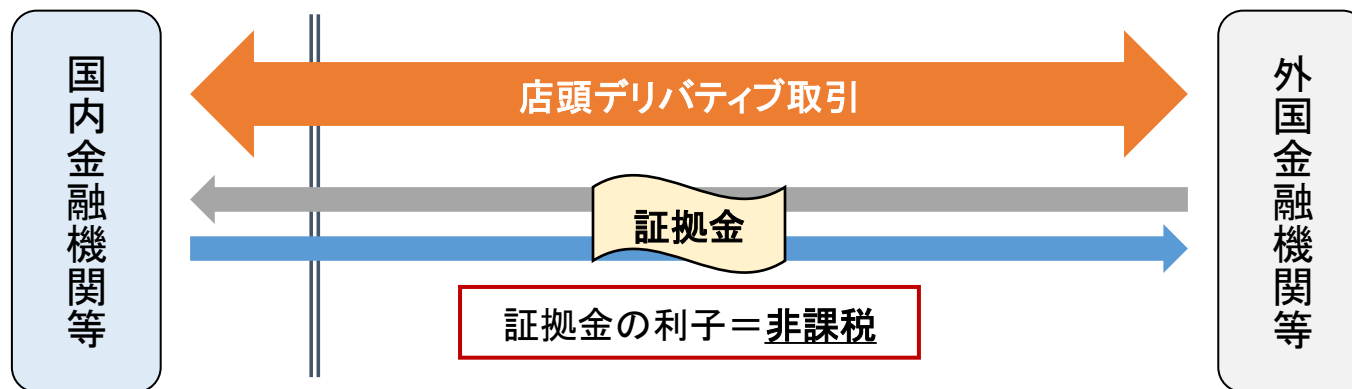 国内金融機関等
店頭デリバティブ取引
証拠金
証拠金の利子＝非課税
外国金融機関等